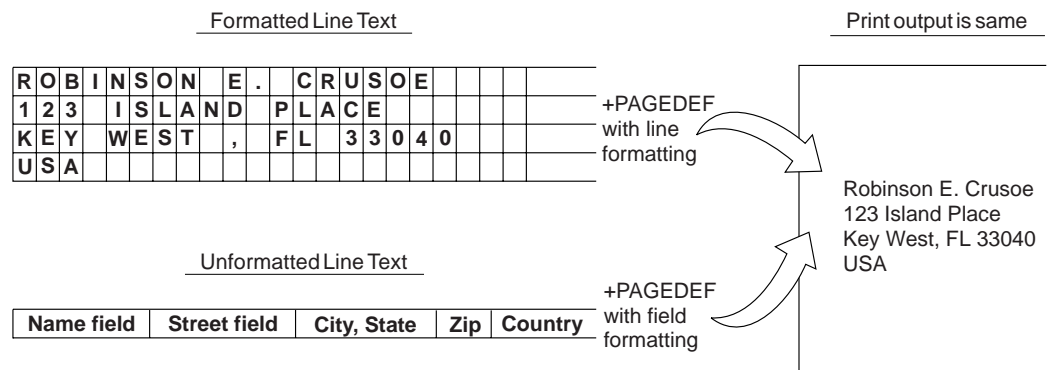 Formatted Line Text
Print output is same
ROBINSON E. CRUSOE
123 ISLAND PLACE
KEY WEST , FL 33040
USA
+PAGEDEF
with line
formatting
Robinson E. Crusoe
123 Island Place
Key West, FL 33040
USA
Unformatted Line Text
Name field Street field City, State Zip Country
+PAGEDEF
with field
formatting